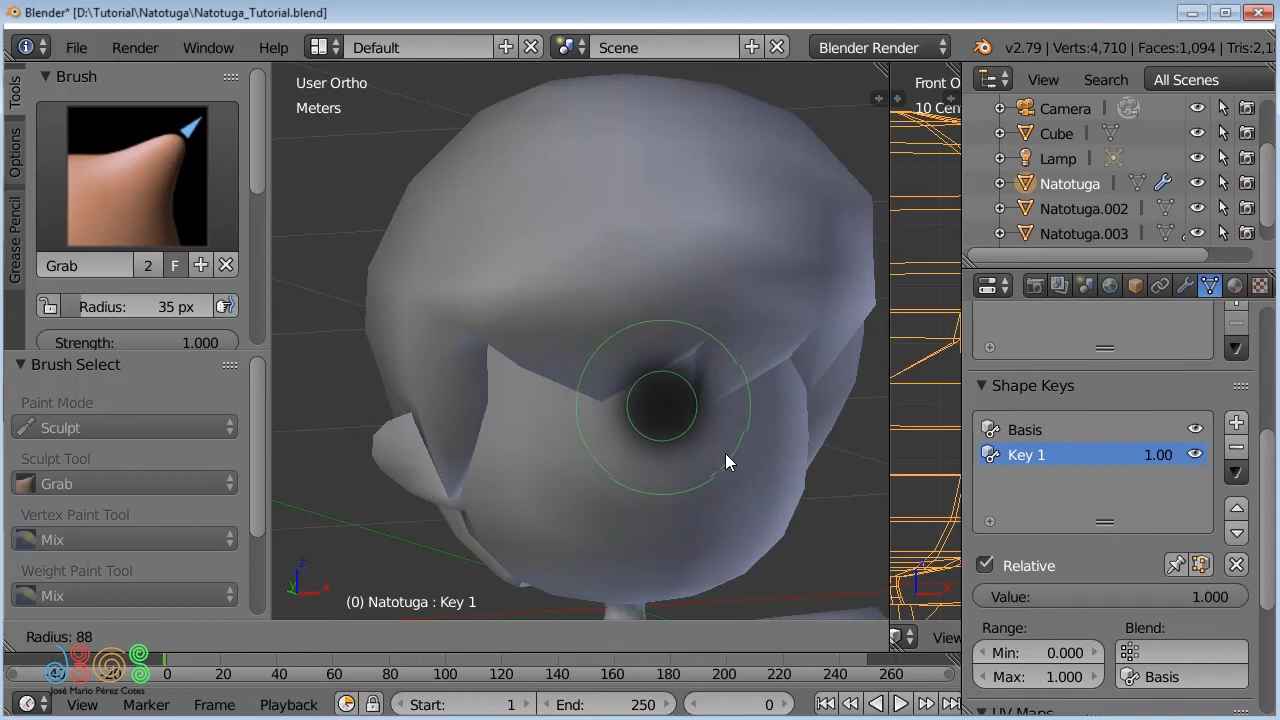 Blender* [D:\Tutorial\Natotuga\Natotuga_Tutorial.blend]
File Render Window Help Default Scene Blender Render v2.79 | Verts:4,710 | Faces:1,094 | Tris:2,1
Tools
Options
Grease Pencil
Brush
Grab 2 F
Radius: 35 px
Strength: 1.000
Brush Select
Paint Mode
Sculpt
Sculpt Tool
Grab
Vertex Paint Tool
Mix
Weight Paint Tool
Mix
User Ortho
Meters
(0) Natotuga : Key 1
Front O
10 Cen
View
View Search All Scenes
Camera
Cube
Lamp
Natotuga
Natotuga.002
Natotuga.003
Shape Keys
Basis
Key 1 1.00
Relative
Value: 1.000
Range: Blend:
Min: 0.000
Max: 1.000 Basis
UV Maps
Radius: 88
0 20 40 60 80 100 120 140 160 180 200 220 240 260
José Mario Pérez Cotes
View Marker Frame Playback Start: 1 End: 250 0